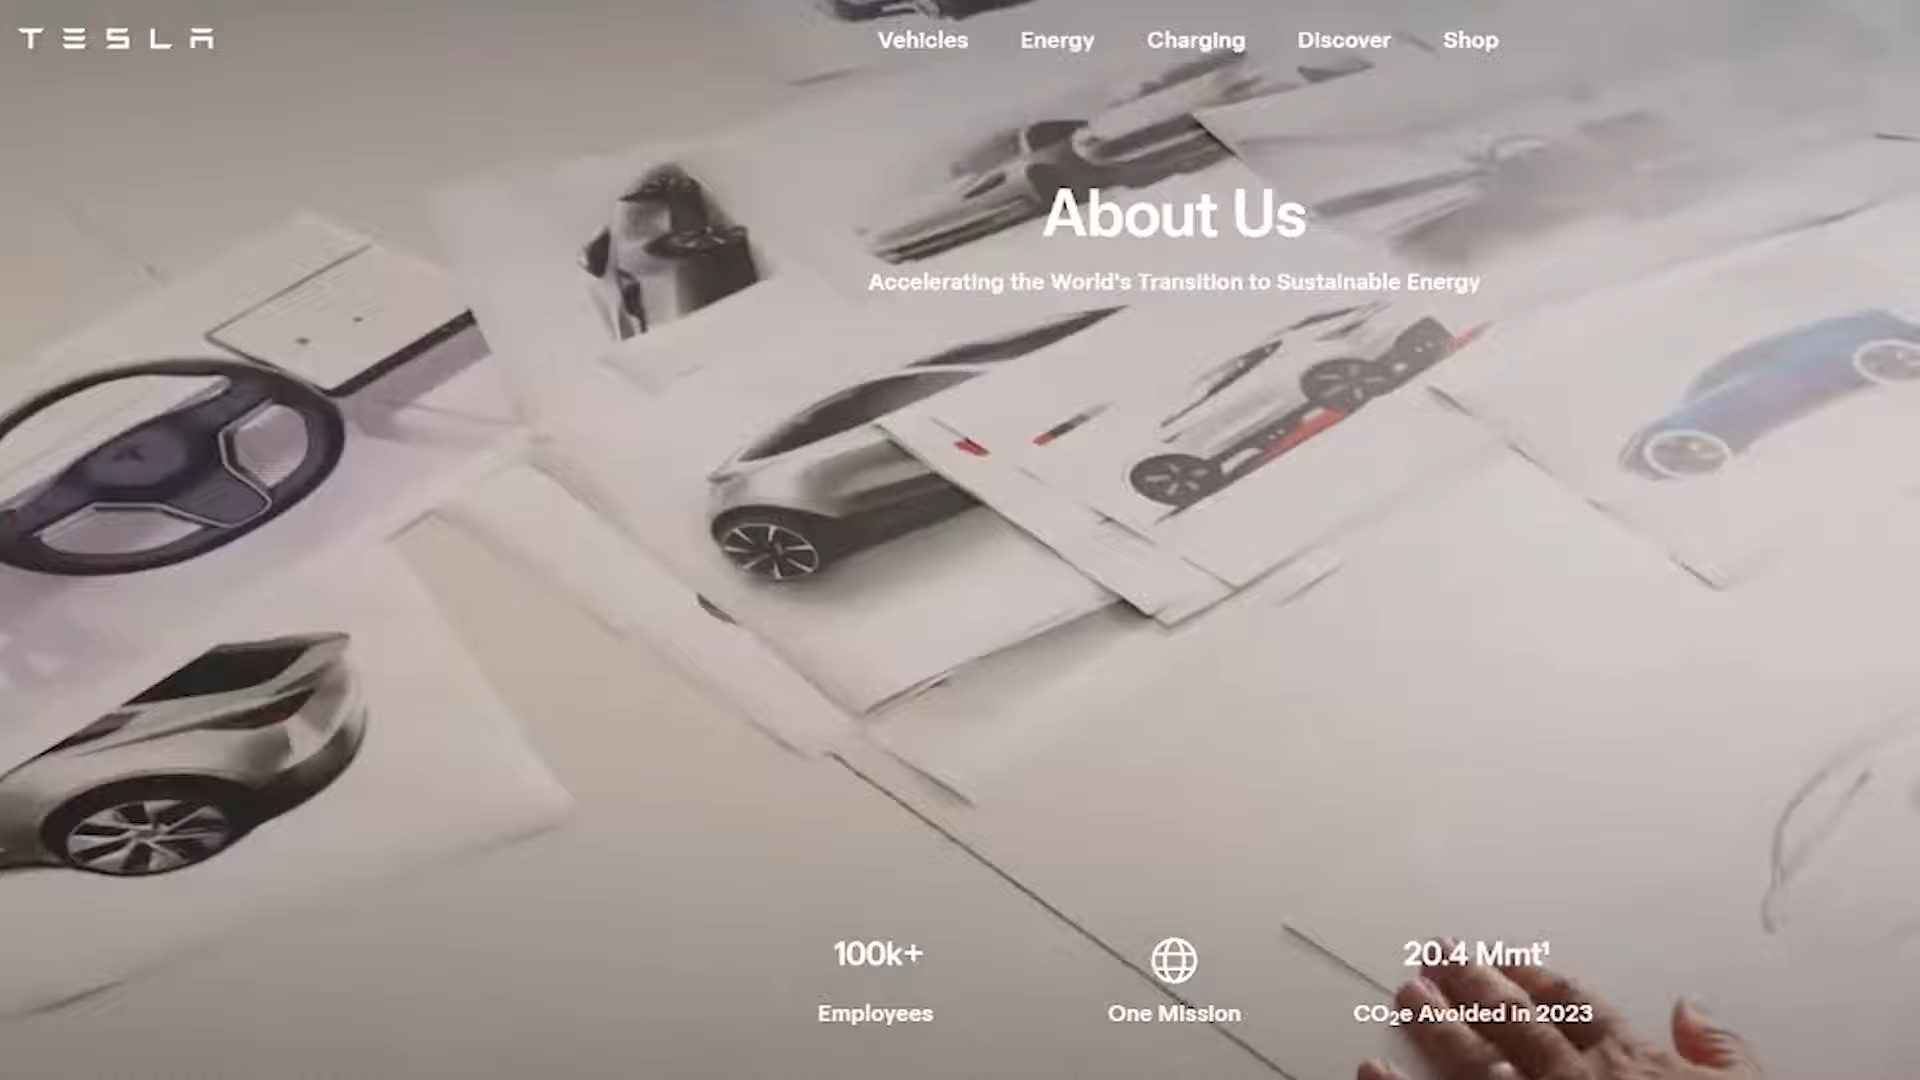 TESLA
Vehicles Energy Charging Discover Shop
About Us
Accelerating the World's Transition to Sustainable Energy
100k+ 20.4 Mmt¹
Employees One Mission CO₂e Avoided in 2023